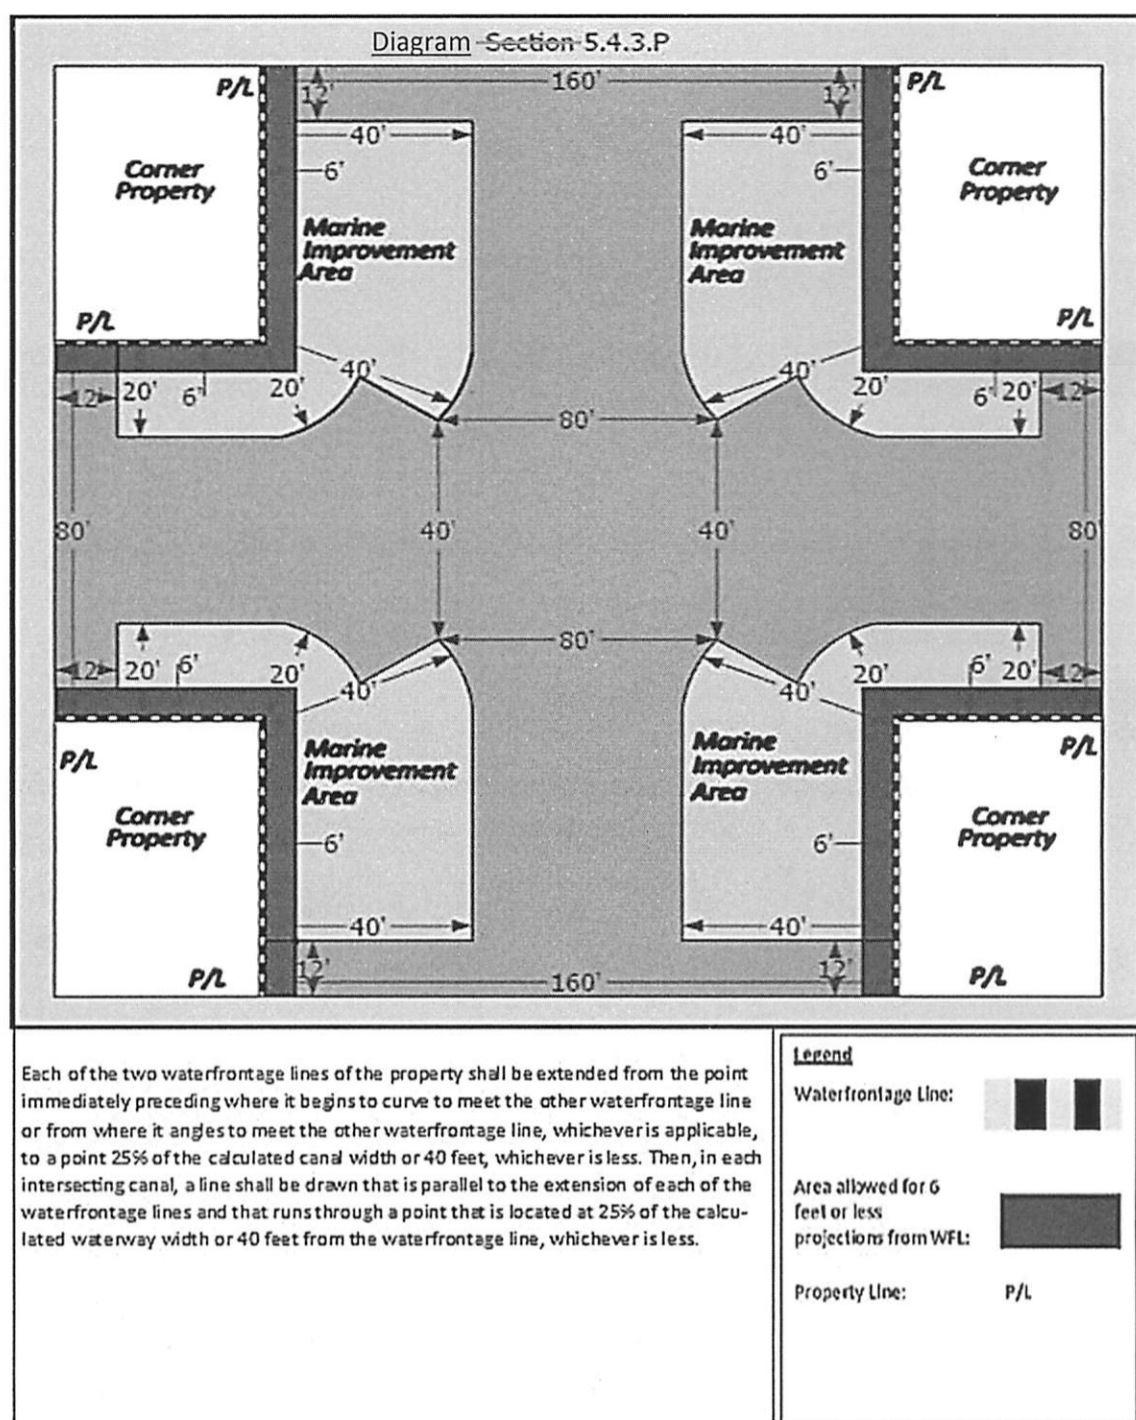 Diagram Section 5.4.3.P
P/L 12' 160' 12' P/L
40' 40'
6' 6'
Corner
Property
Corner
Property
Marine
Improvement
Area
Marine
Improvement
Area
P/L P/L
40' 40'
12' 20' 6' 20' 20' 6' 20' 12'
80'
80' 40' 40' 80'
80'
12' 20' 6' 20' 40' 40' 20' 6' 20' 12'
Marine
Improvement
Area
Marine
Improvement
Area
P/L P/L
Corner
Property
Corner
Property
6' 6'
40' 40'
P/L 12' 160' 12' P/L
Each of the two waterfrontage lines of the property shall be extended from the point
immediately preceding where it begins to curve to meet the other waterfrontage line
or from where it angles to meet the other waterfrontage line, whichever is applicable,
to a point 25% of the calculated canal width or 40 feet, whichever is less. Then, in each
intersecting canal, a line shall be drawn that is parallel to the extension of each of the
waterfrontage lines and that runs through a point that is located at 25% of the calcu-
lated waterway width or 40 feet from the waterfrontage line, whichever is less.
Legend
Waterfrontage Line:
Area allowed for 6
feet or less
projections from WFL:
Property Line: P/L